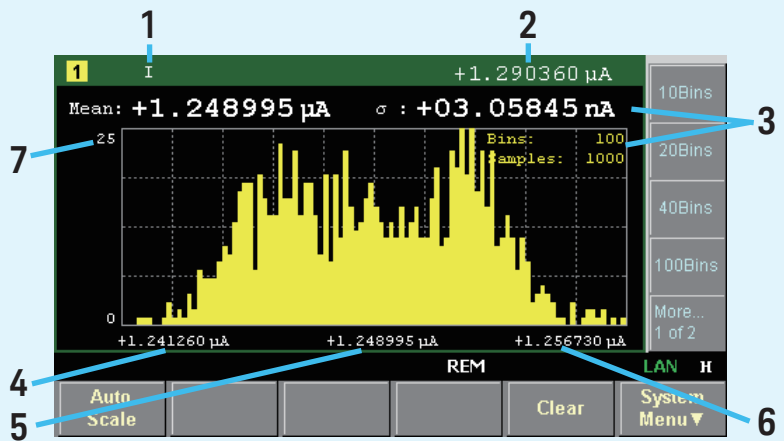 1
2
1 I +1.290360 µA
10Bins
Mean: +1.248995 µA σ : +03.05845 nA
3
25
Bins: 100
7
20Bins
Samples: 1000
40Bins
100Bins
0
More...
1 of 2
+1.241260 µA +1.248995 µA +1.256730 µA
REM LAN H
4
Auto
Scale
Clear
System
Menu▼
5
6